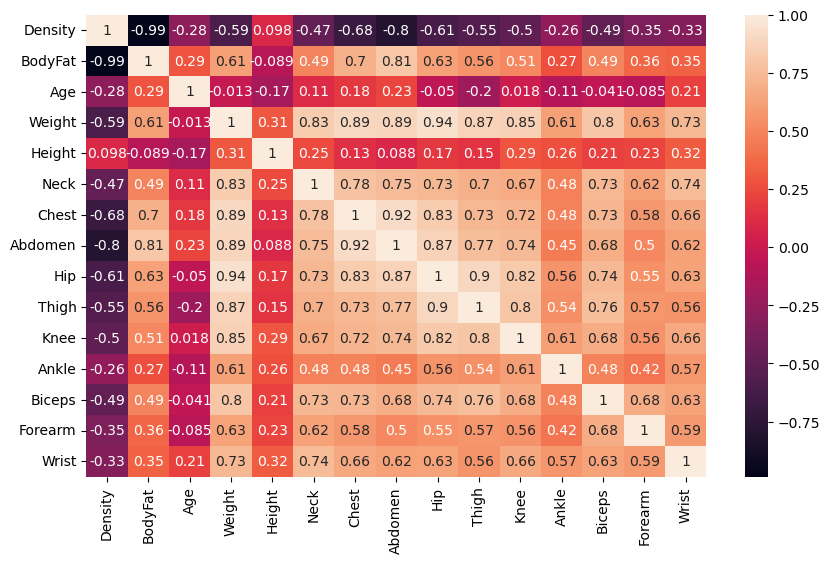 Density 1 -0.99 -0.28 -0.59 0.098 -0.47 -0.68 -0.8 -0.61 -0.55 -0.5 -0.26 -0.49 -0.35 -0.33 1.00
BodyFat -0.99 1 0.29 0.61 -0.089 0.49 0.7 0.81 0.63 0.56 0.51 0.27 0.49 0.36 0.35 0.75
Age -0.28 0.29 1 -0.013 -0.17 0.11 0.18 0.23 -0.05 -0.2 0.018 -0.11 -0.041 -0.085 0.21
Weight -0.59 0.61 -0.013 1 0.31 0.83 0.89 0.89 0.94 0.87 0.85 0.61 0.8 0.63 0.73 0.50
Height 0.098 -0.089 -0.17 0.31 1 0.25 0.13 0.088 0.17 0.15 0.29 0.26 0.21 0.23 0.32
Neck -0.47 0.49 0.11 0.83 0.25 1 0.78 0.75 0.73 0.7 0.67 0.48 0.73 0.62 0.74 0.25
Chest -0.68 0.7 0.18 0.89 0.13 0.78 1 0.92 0.83 0.73 0.72 0.48 0.73 0.58 0.66
Abdomen -0.8 0.81 0.23 0.89 0.088 0.75 0.92 1 0.87 0.77 0.74 0.45 0.68 0.5 0.62 0.00
Hip -0.61 0.63 -0.05 0.94 0.17 0.73 0.83 0.87 1 0.9 0.82 0.56 0.74 0.55 0.63
Thigh -0.55 0.56 -0.2 0.87 0.15 0.7 0.73 0.77 0.9 1 0.8 0.54 0.76 0.57 0.56 −0.25
Knee -0.5 0.51 0.018 0.85 0.29 0.67 0.72 0.74 0.82 0.8 1 0.61 0.68 0.56 0.66
Ankle -0.26 0.27 -0.11 0.61 0.26 0.48 0.48 0.45 0.56 0.54 0.61 1 0.48 0.42 0.57 −0.50
Biceps -0.49 0.49 -0.041 0.8 0.21 0.73 0.73 0.68 0.74 0.76 0.68 0.48 1 0.68 0.63
Forearm -0.35 0.36 -0.085 0.63 0.23 0.62 0.58 0.5 0.55 0.57 0.56 0.42 0.68 1 0.59 −0.75
Wrist -0.33 0.35 0.21 0.73 0.32 0.74 0.66 0.62 0.63 0.56 0.66 0.57 0.63 0.59 1
Density BodyFat Age Weight Height Neck Chest Abdomen Hip Thigh Knee Ankle Biceps Forearm Wrist